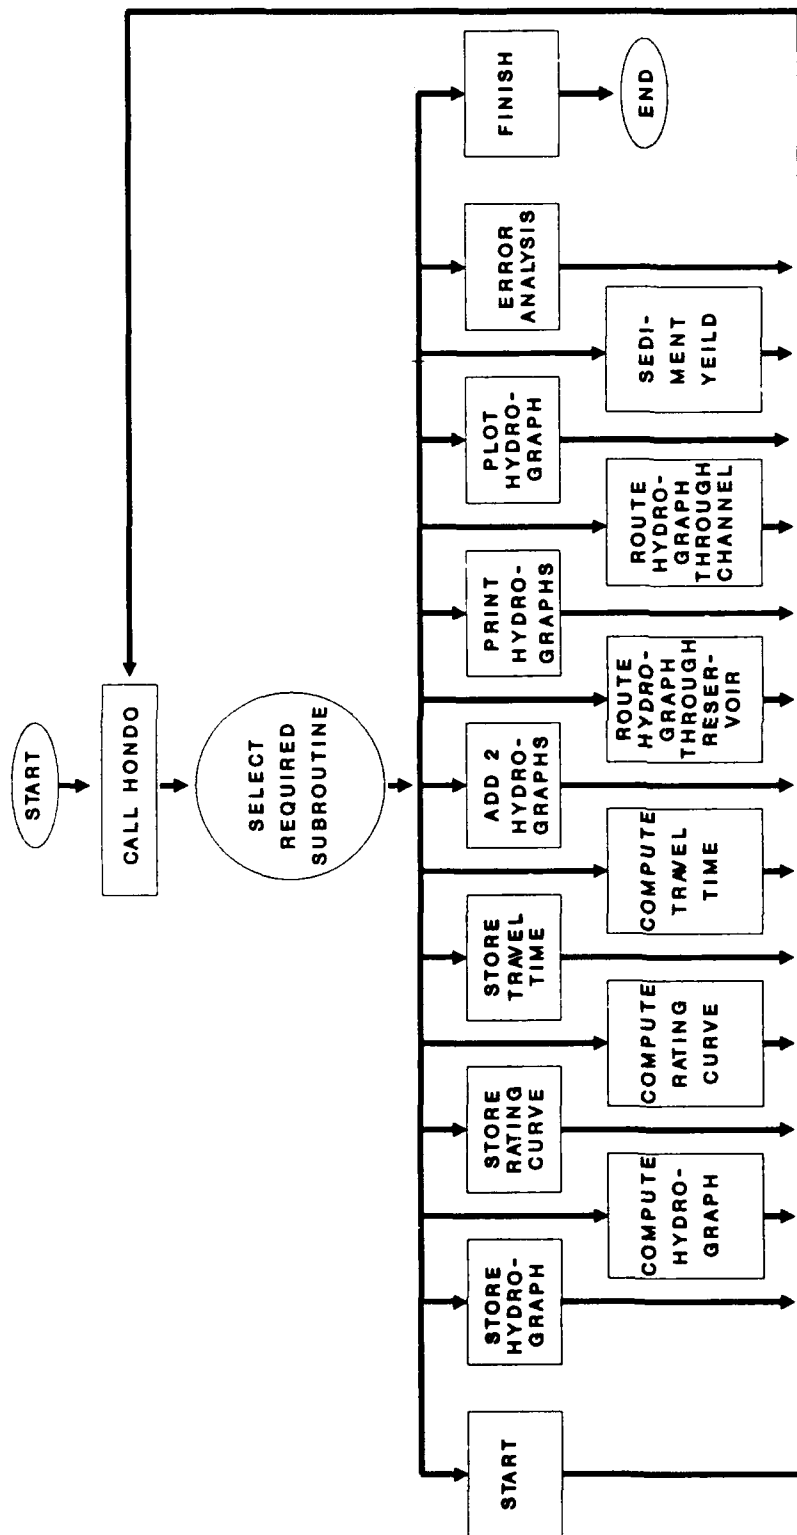 START
CALL HONDO
SELECT
REQUIRED
SUBROUTINE
START
STORE
HYDRO-
GRAPH
COMPUTE
HYDRO-
GRAPH
STORE
RATING
CURVE
COMPUTE
RATING
CURVE
STORE
TRAVEL
TIME
COMPUTE
TRAVEL
TIME
ADD 2
HYDRO-
GRAPHS
ROUTE
HYDRO-
GRAPH
THROUGH
RESER-
VOIR
PRINT
HYDRO-
GRAPHS
ROUTE
HYDRO-
GRAPH
THROUGH
CHANNEL
PLOT
HYDRO-
GRAPH
SEDI-
MENT
YEILD
ERROR
ANALYSIS
FINISH
END